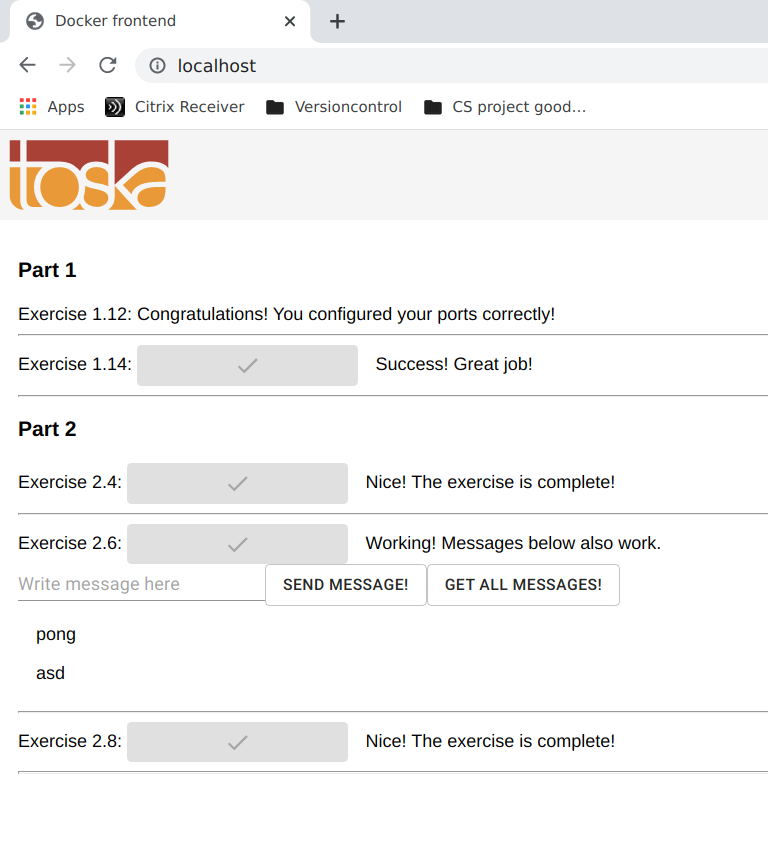 Docker frontend
localhost
Apps Citrix Receiver Versioncontrol CS project good…
toska
Part 1
Exercise 1.12: Congratulations! You configured your ports correctly!
Exercise 1.14: Success! Great job!
Part 2
Exercise 2.4: Nice! The exercise is complete!
Exercise 2.6: Working! Messages below also work.
Write message here SEND MESSAGE! GET ALL MESSAGES!
pong
asd
Exercise 2.8: Nice! The exercise is complete!